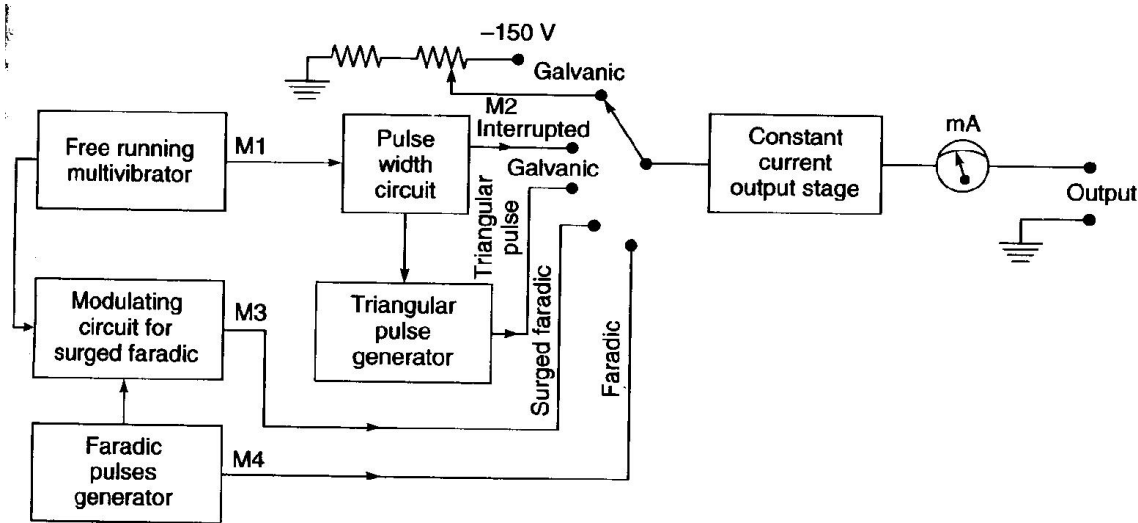 −150 V
Galvanic
M2
Interrupted
Galvanic
Free running
multivibrator
M1
Pulse
width
circuit
Constant
current
output stage
mA
Output
Triangular
pulse
Modulating
circuit for
surged faradic
M3
Triangular
pulse
generator
Surged faradic
Faradic
Faradic
pulses
generator
M4